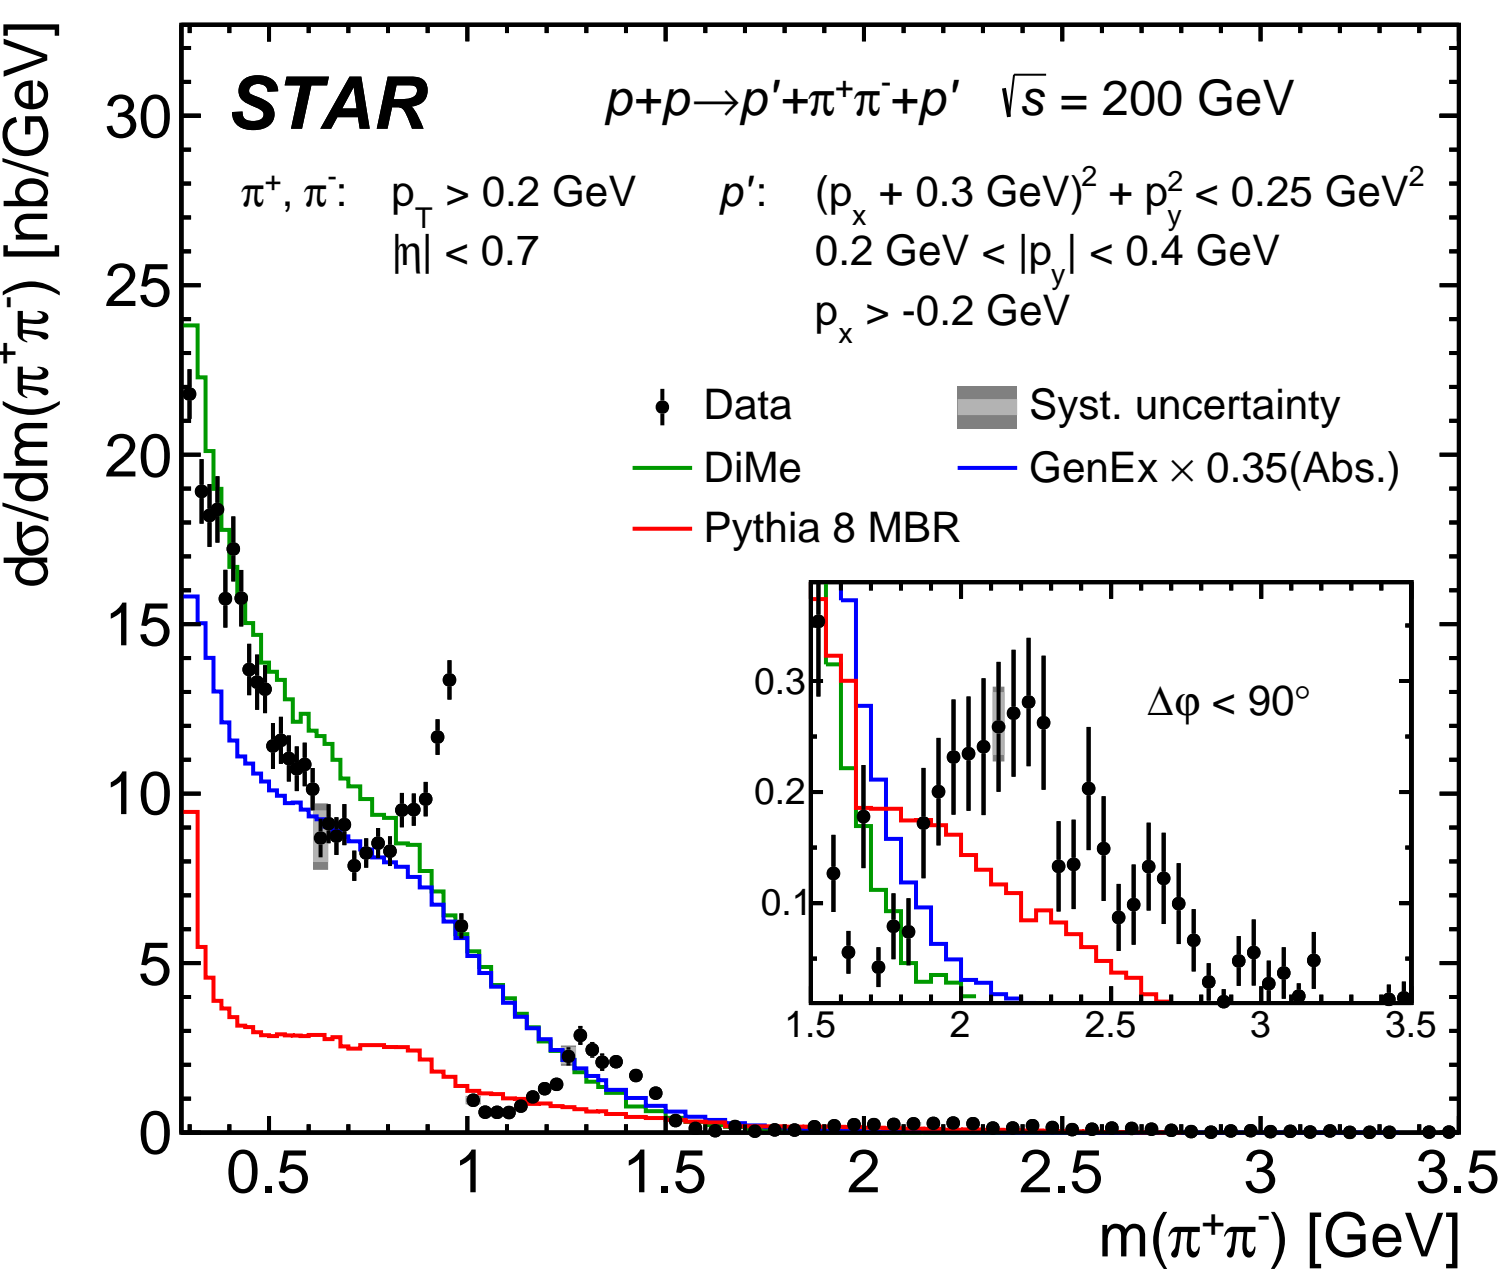 STAR p+p→p′+π⁺π⁻+p′ √s = 200 GeV
π⁺, π⁻: p_T > 0.2 GeV p′: (p_x + 0.3 GeV)² + p_y² < 0.25 GeV²
|η| < 0.7 0.2 GeV < |p_y| < 0.4 GeV
p_x > -0.2 GeV
Data Syst. uncertainty
DiMe GenEx × 0.35(Abs.)
Pythia 8 MBR
dσ/dm(π⁺π⁻) [nb/GeV]
30
25
20
15
10
5
0
Δφ < 90°
0.3
0.2
0.1
1.5 2 2.5 3 3.5
0.5 1 1.5 2 2.5 3 3.5
m(π⁺π⁻) [GeV]